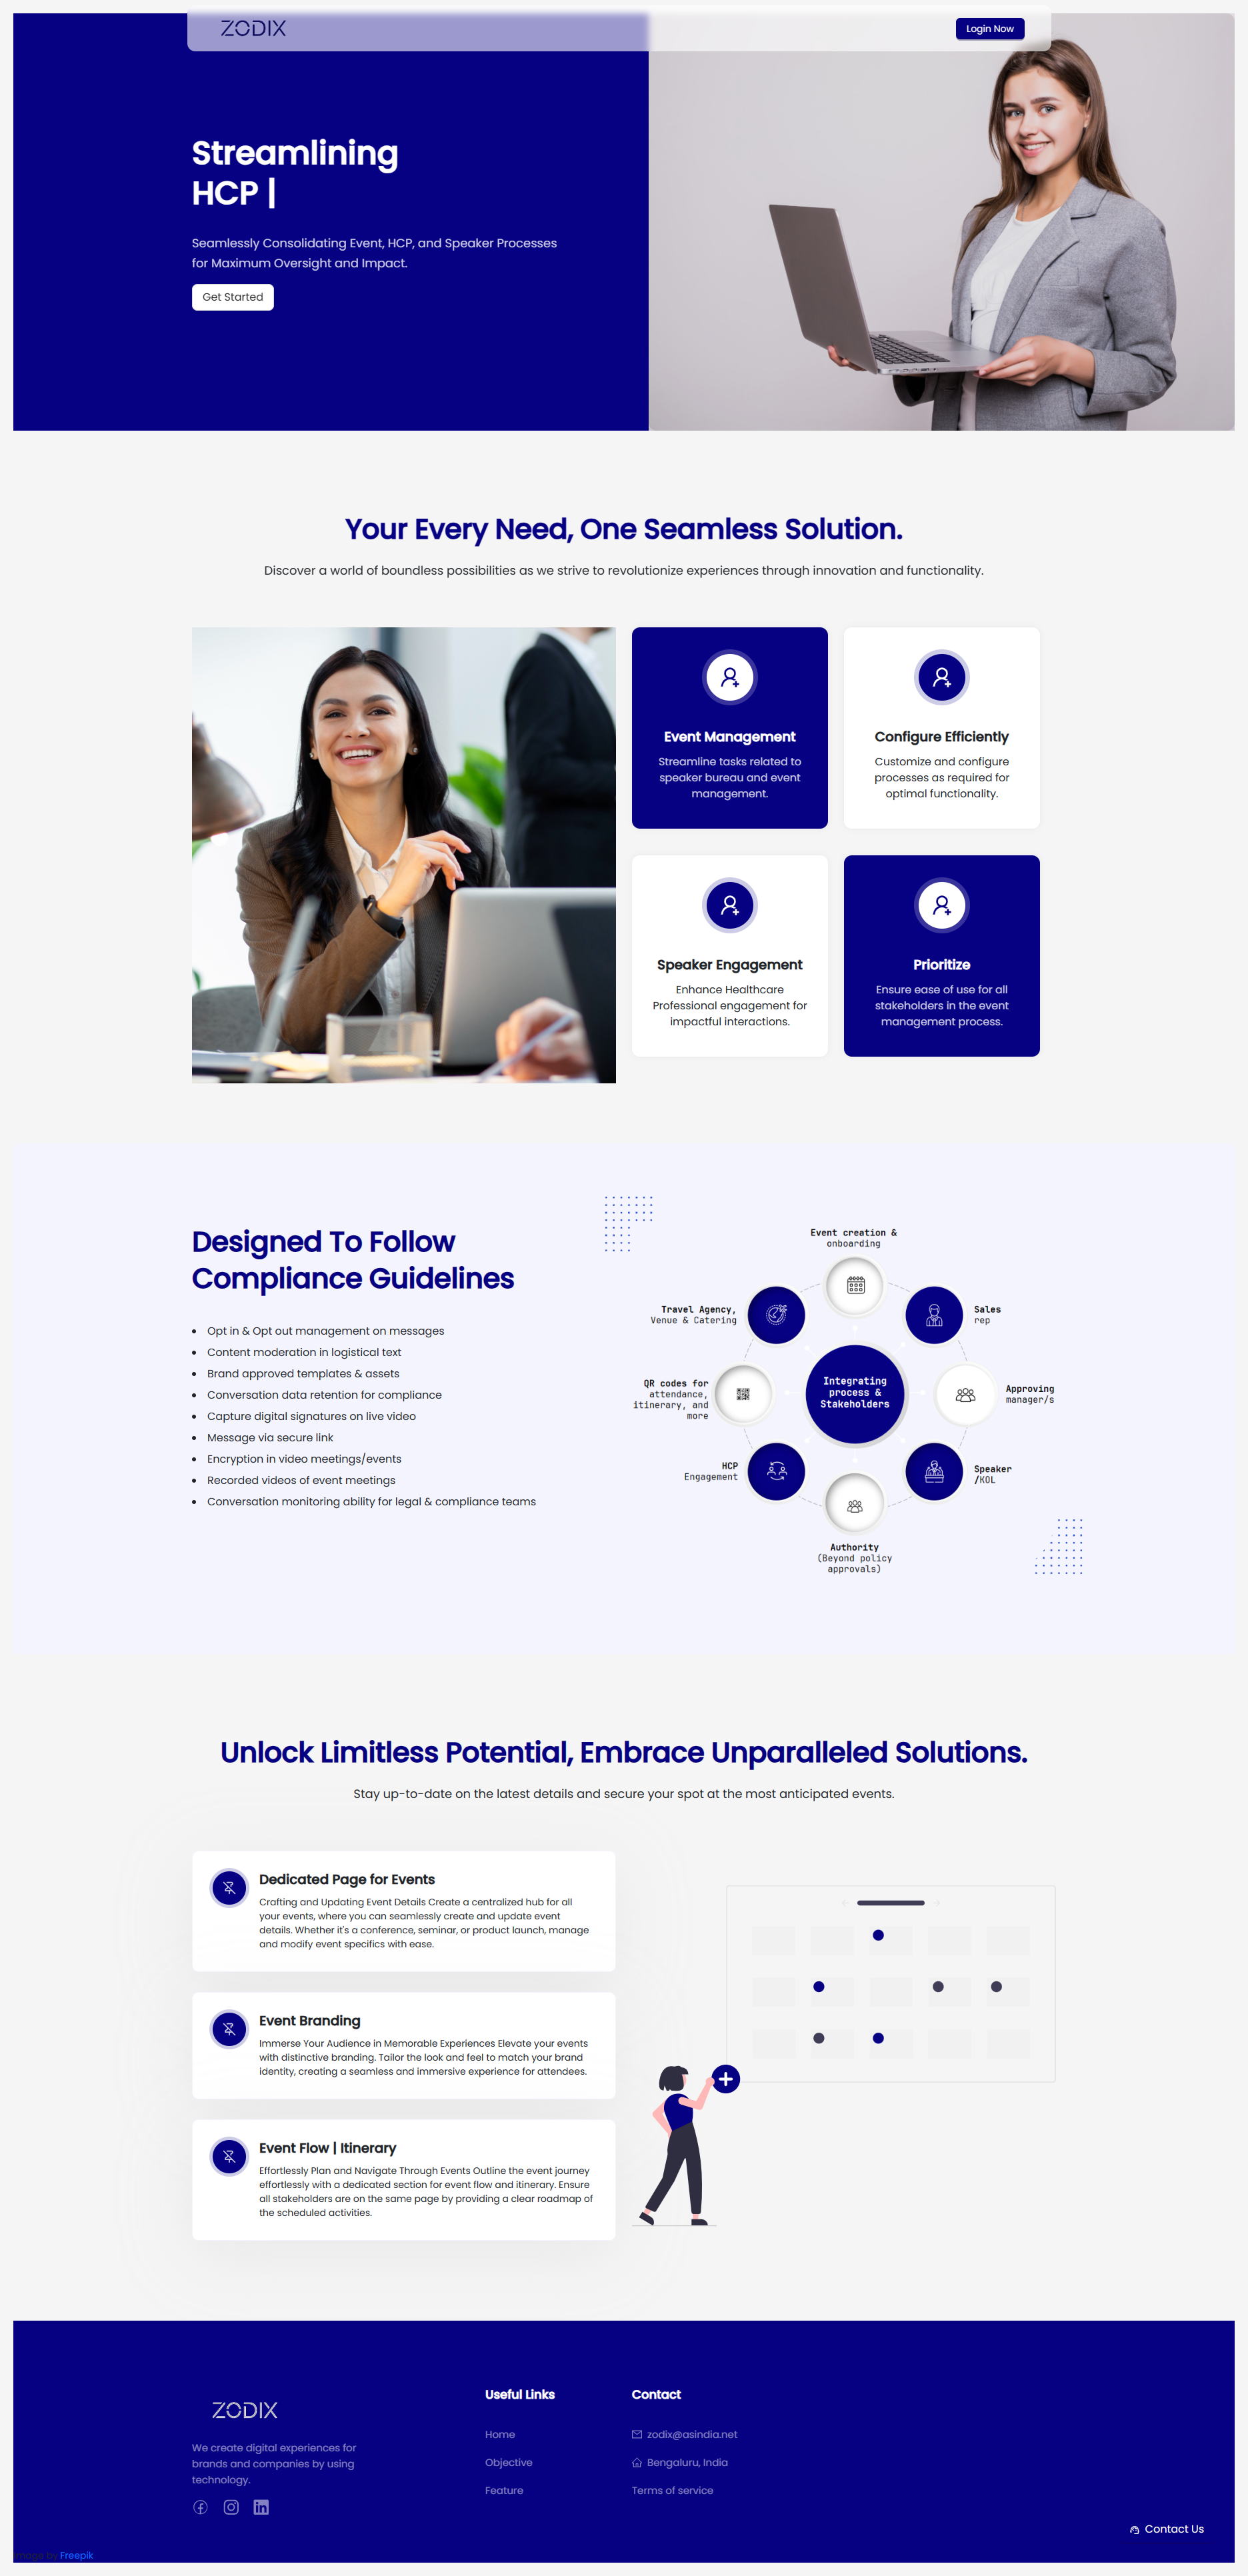 ZODIX
Login Now
Streamlining
HCP |
Seamlessly Consolidating Event, HCP, and Speaker Processes
for Maximum Oversight and Impact.
Get Started
Your Every Need, One Seamless Solution.
Discover a world of boundless possibilities as we strive to revolutionize experiences through innovation and functionality.
Event Management
Streamline tasks related to
speaker bureau and event
management.
Configure Efficiently
Customize and configure
processes as required for
optimal functionality.
Speaker Engagement
Enhance Healthcare
Professional engagement for
impactful interactions.
Prioritize
Ensure ease of use for all
stakeholders in the event
management process.
Designed To Follow
Compliance Guidelines
• Opt in & Opt out management on messages
• Content moderation in logistical text
• Brand approved templates & assets
• Conversation data retention for compliance
• Capture digital signatures on live video
• Message via secure link
• Encryption in video meetings/events
• Recorded videos of event meetings
• Conversation monitoring ability for legal & compliance teams
Event creation &
onboarding
Travel Agency,
Venue & Catering
Sales
rep
QR codes for
attendance,
itinerary, and
more
Integrating
process &
Stakeholders
Approving
manager/s
HCP
Engagement
Speaker
/KOL
Authority
(Beyond policy
approvals)
Unlock Limitless Potential, Embrace Unparalleled Solutions.
Stay up-to-date on the latest details and secure your spot at the most anticipated events.
Dedicated Page for Events
Crafting and Updating Event Details Create a centralized hub for all
your events, where you can seamlessly create and update event
details. Whether it's a conference, seminar, or product launch, manage
and modify event specifics with ease.
Event Branding
Immerse Your Audience in Memorable Experiences Elevate your events
with distinctive branding. Tailor the look and feel to match your brand
identity, creating a seamless and immersive experience for attendees.
Event Flow | Itinerary
Effortlessly Plan and Navigate Through Events Outline the event journey
effortlessly with a dedicated section for event flow and itinerary. Ensure
all stakeholders are on the same page by providing a clear roadmap of
the scheduled activities.
ZODIX
We create digital experiences for
brands and companies by using
technology.
Useful Links
Home
Objective
Feature
Contact
zodix@asindia.net
Bengaluru, India
Terms of service
Contact Us
Image by Freepik